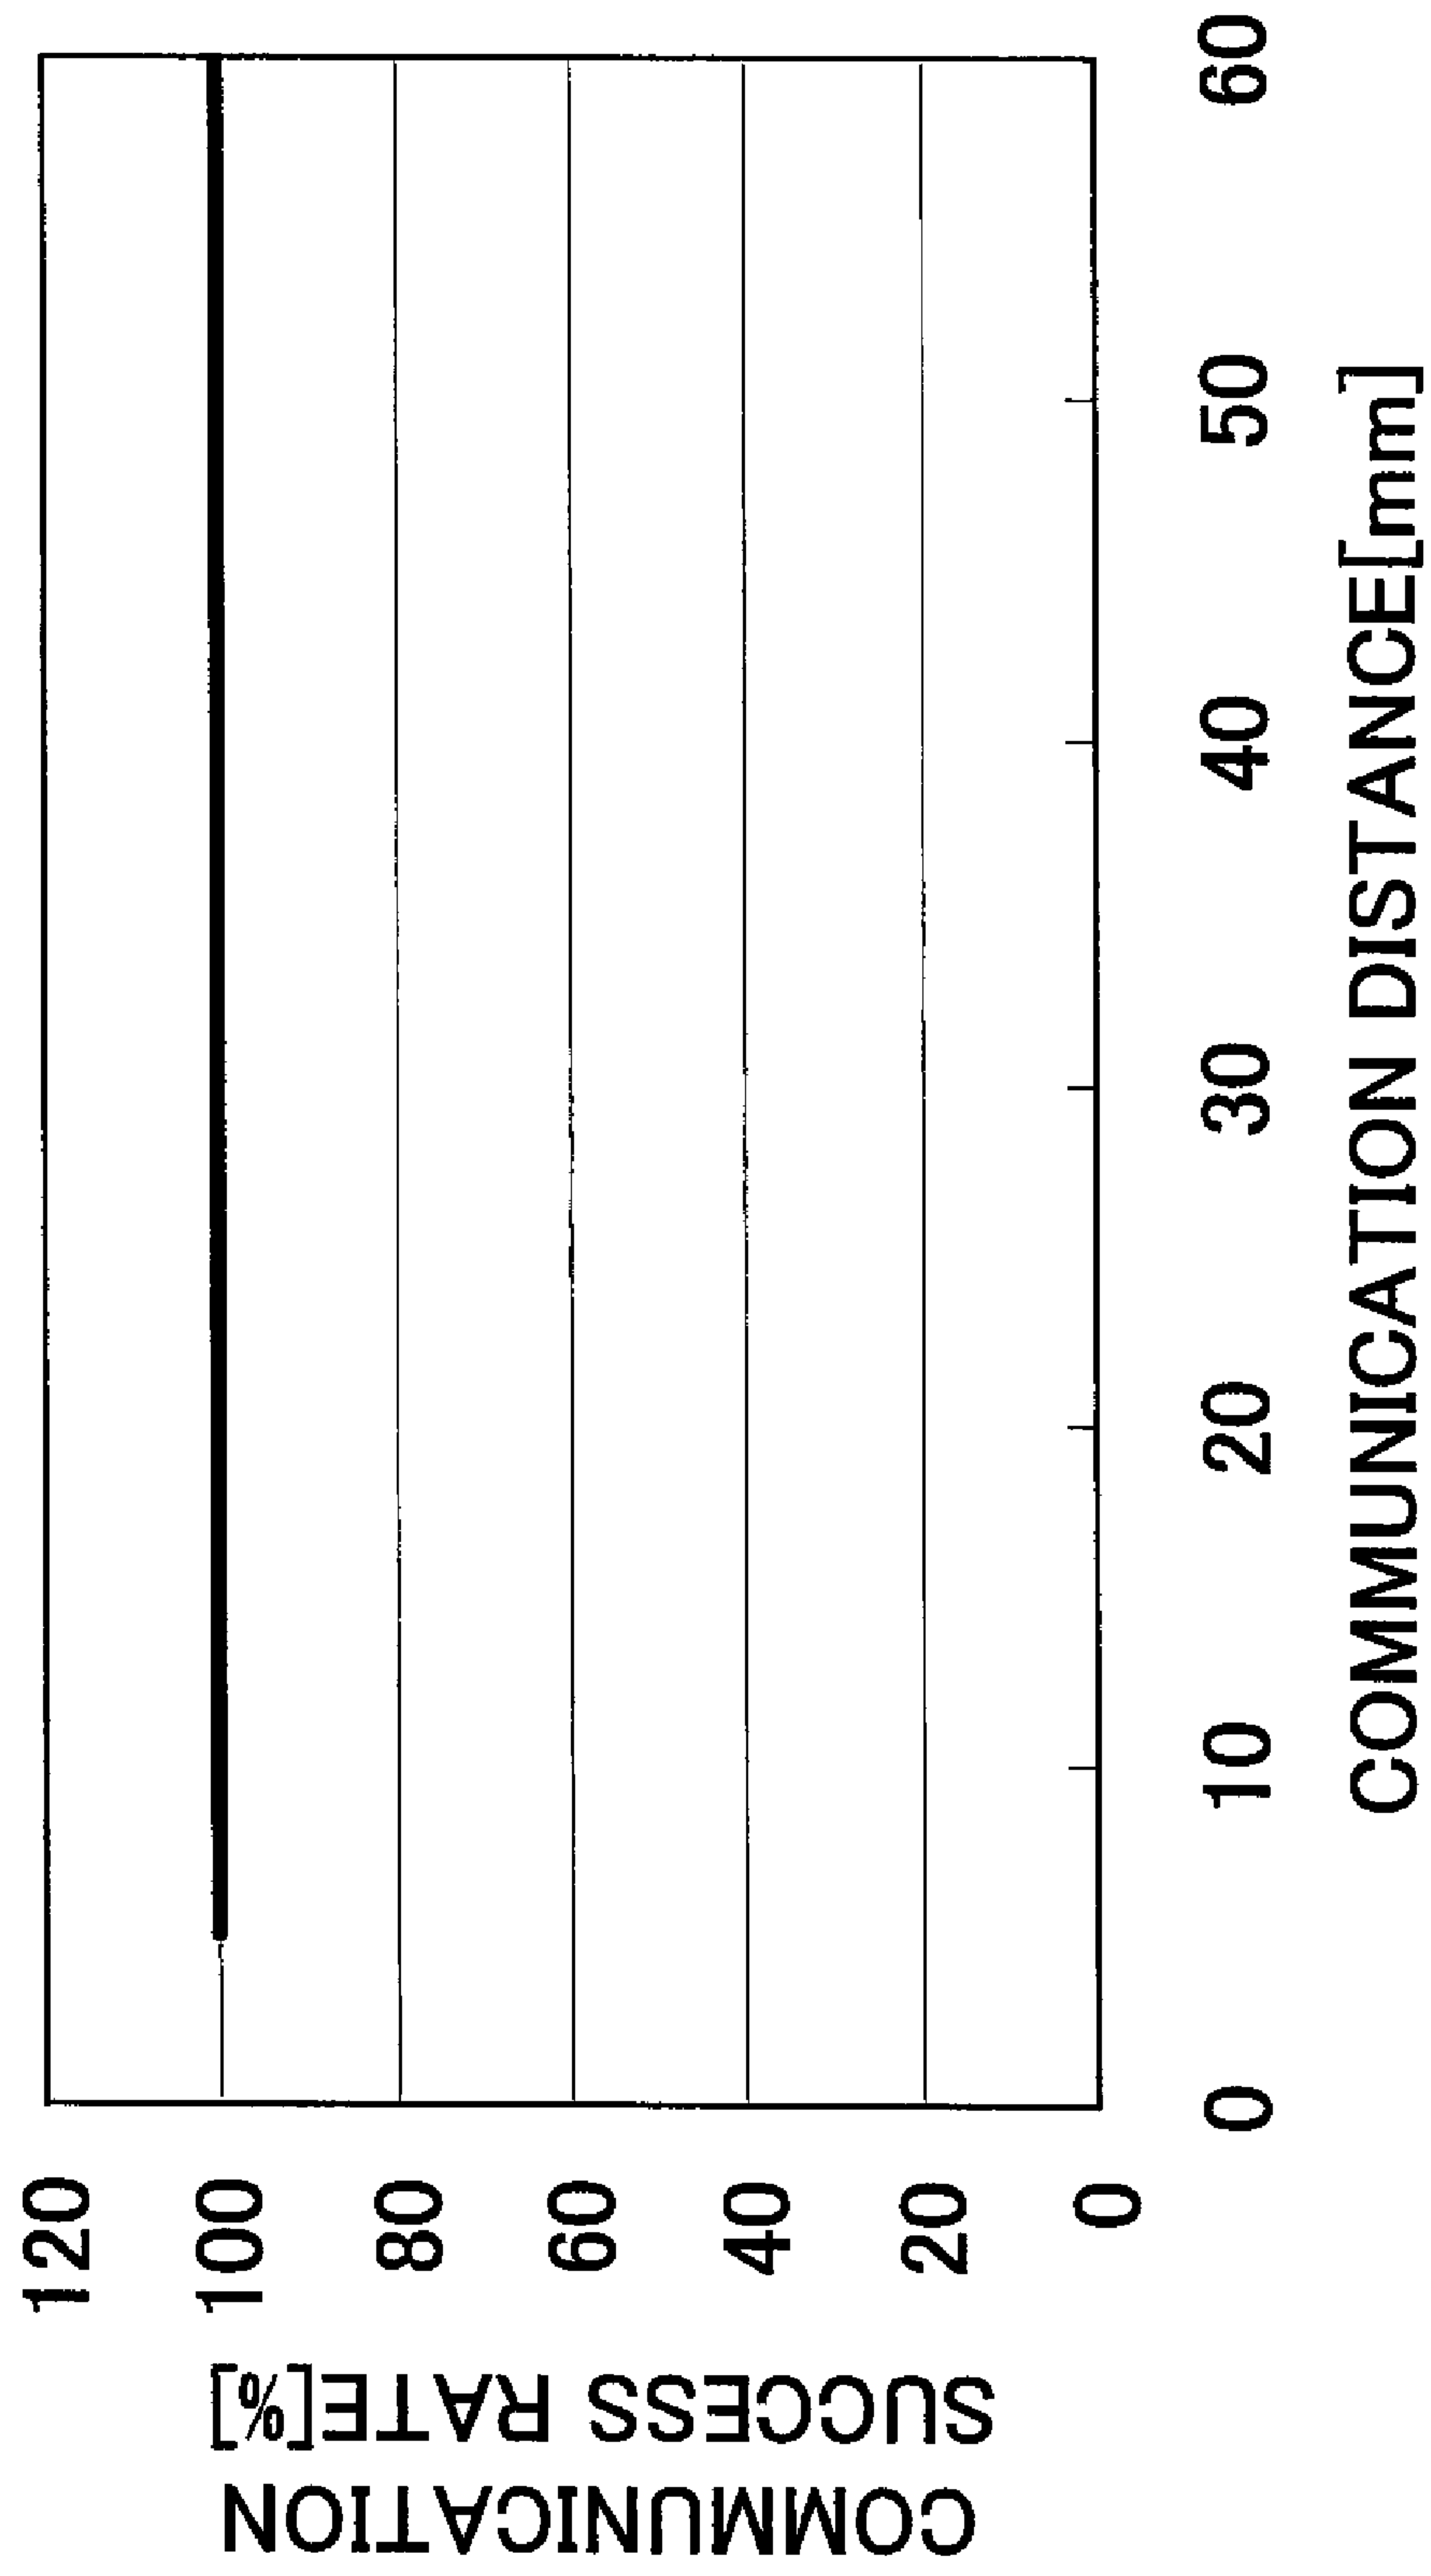 COMMUNICATION
SUCCESS RATE[%]
120
100
80
60
40
20
0
0 10 20 30 40 50 60
COMMUNICATION DISTANCE[mm]